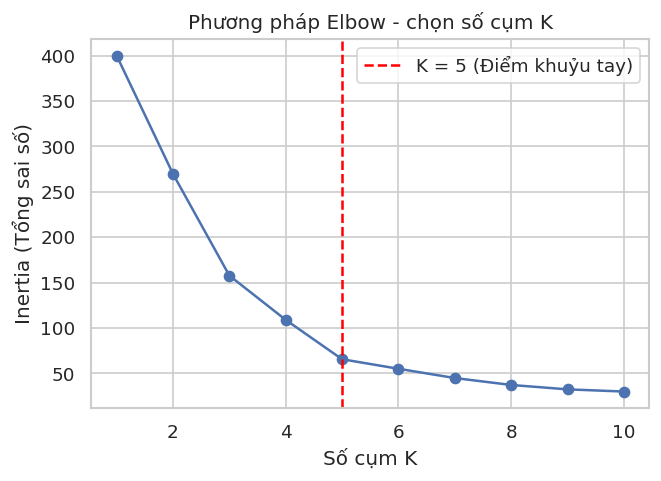 Phương pháp Elbow - chọn số cụm K
K = 5 (Điểm khuỷu tay)
Inertia (Tổng sai số)
400
350
300
250
200
150
100
50
2 4 6 8 10
Số cụm K